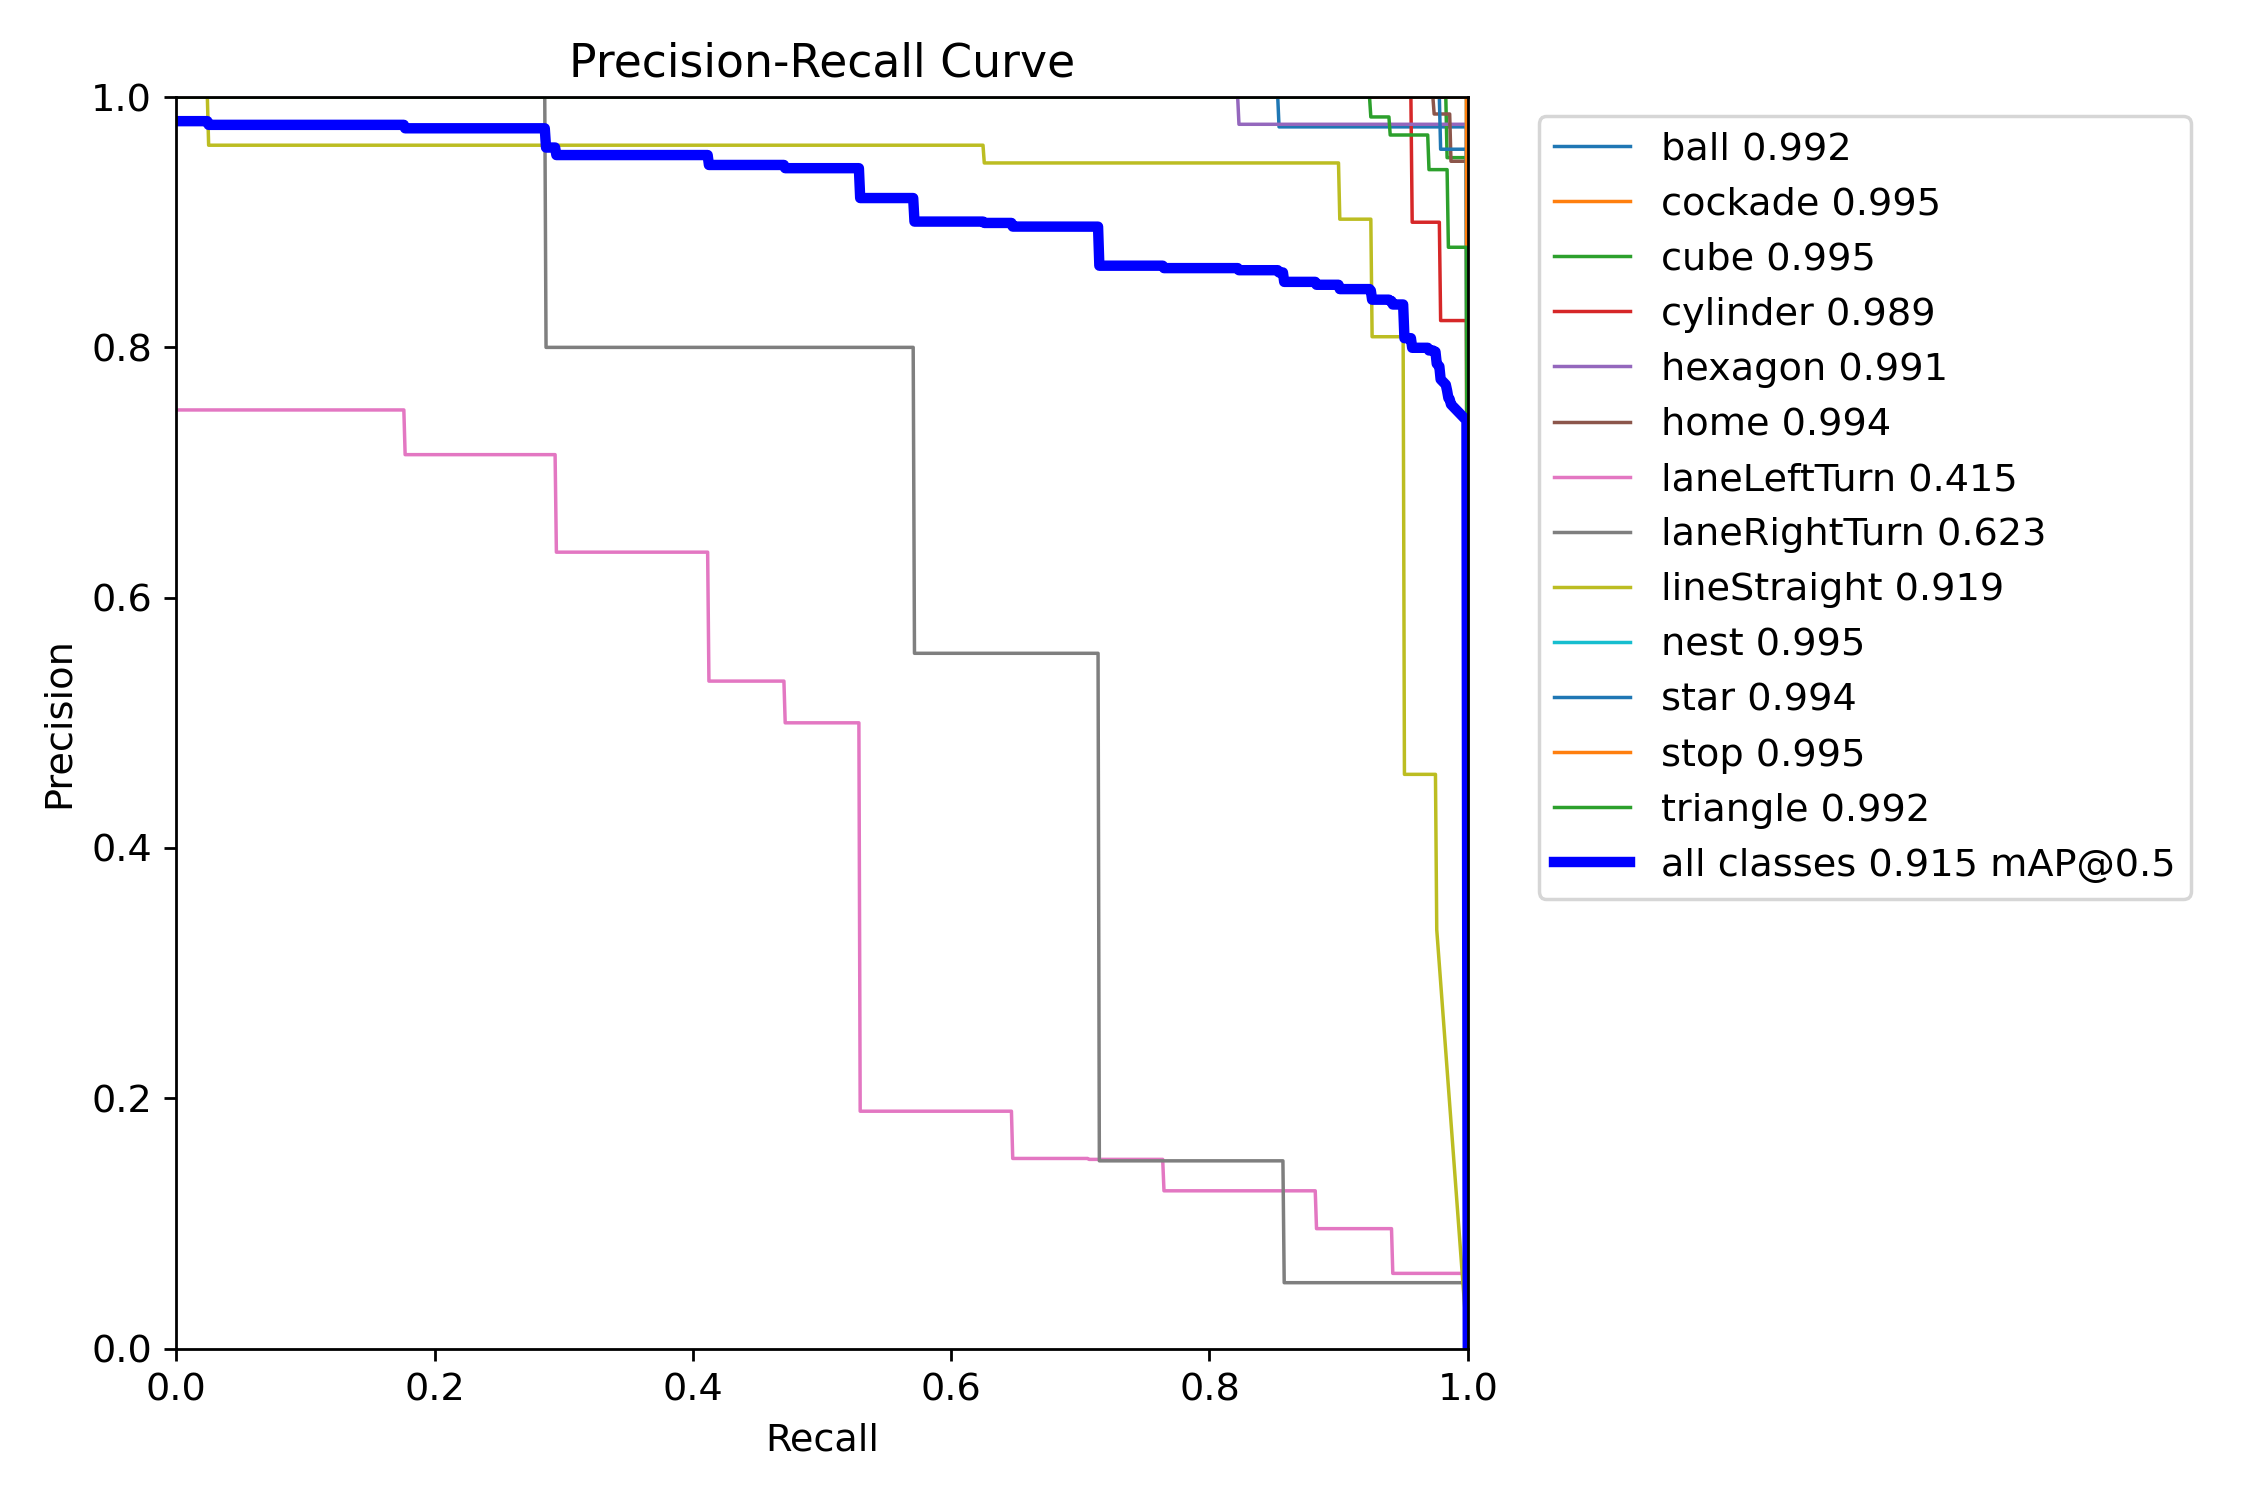 Precision-Recall Curve
1.0
0.8
0.6
0.4
0.2
0.0
Precision
0.0 0.2 0.4 0.6 0.8 1.0
Recall
ball 0.992
cockade 0.995
cube 0.995
cylinder 0.989
hexagon 0.991
home 0.994
laneLeftTurn 0.415
laneRightTurn 0.623
lineStraight 0.919
nest 0.995
star 0.994
stop 0.995
triangle 0.992
all classes 0.915 mAP@0.5